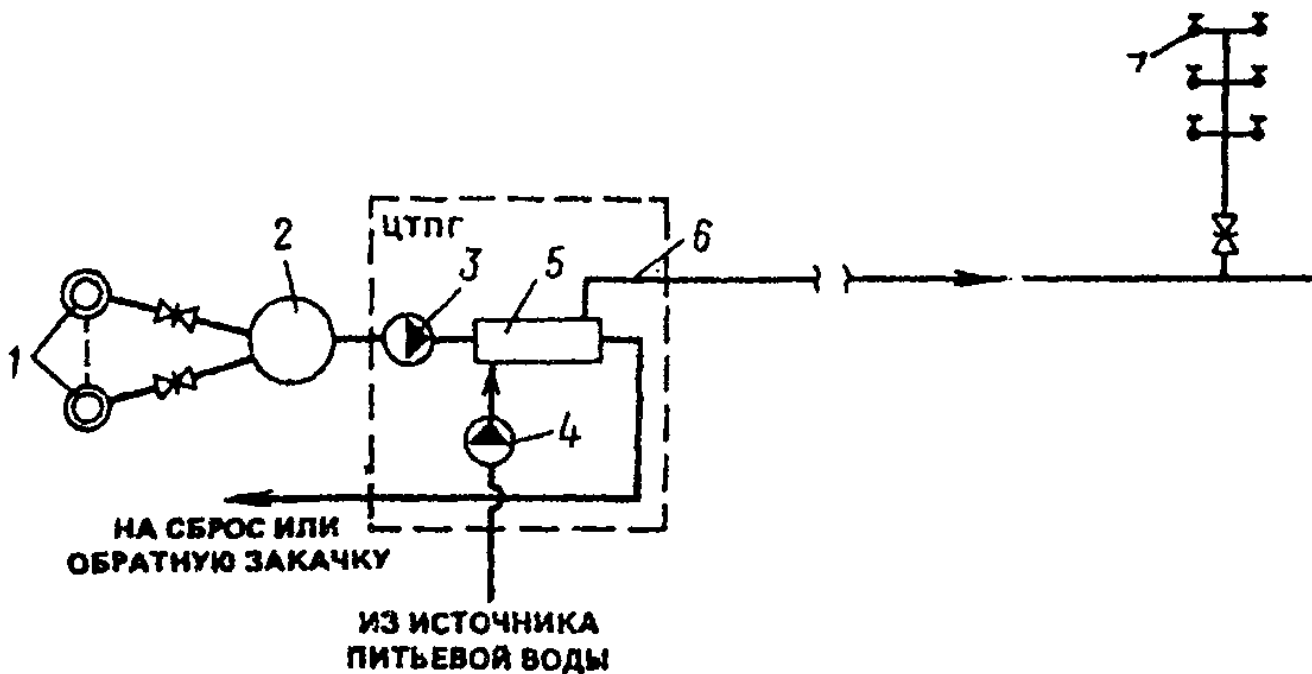 7
ЦТПГ
2
3
5
6
1
4
НА СБРОС ИЛИ
ОБРАТНУЮ ЗАКАЧКУ
ИЗ ИСТОЧНИКА
ПИТЬЕВОЙ ВОДЫ